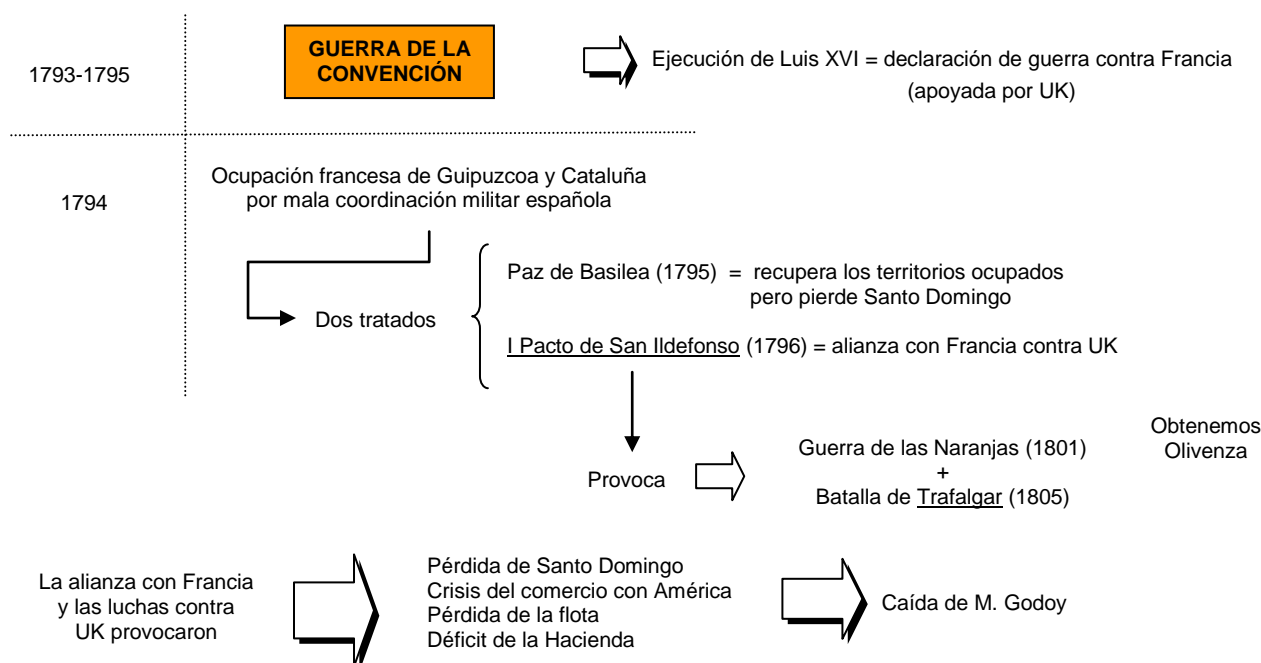 1793-1795
GUERRA DE LA
CONVENCIÓN
Ejecución de Luis XVI = declaración de guerra contra Francia
(apoyada por UK)
1794
Ocupación francesa de Guipuzcoa y Cataluña
por mala coordinación militar española
Dos tratados
Paz de Basilea (1795) = recupera los territorios ocupados
pero pierde Santo Domingo
I Pacto de San Ildefonso (1796) = alianza con Francia contra UK
Provoca
Guerra de las Naranjas (1801)
+
Batalla de Trafalgar (1805)
Obtenemos
Olivenza
La alianza con Francia
y las luchas contra
UK provocaron
Pérdida de Santo Domingo
Crisis del comercio con América
Pérdida de la flota
Déficit de la Hacienda
Caída de M. Godoy